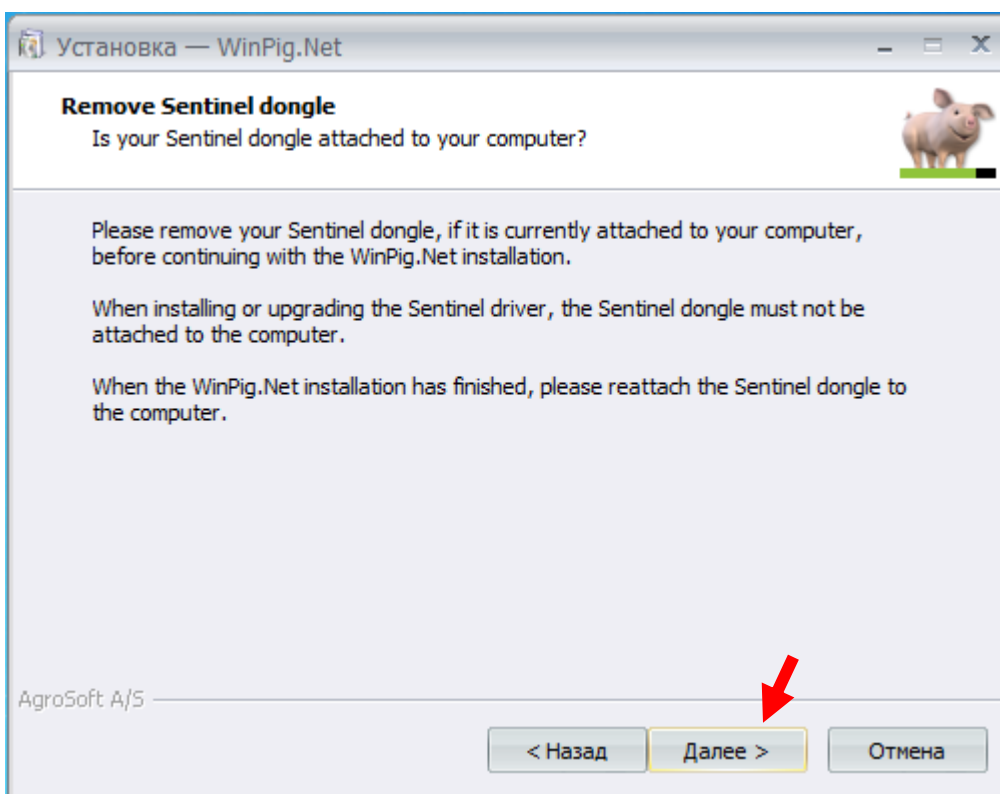 Установка — WinPig.Net
Remove Sentinel dongle
Is your Sentinel dongle attached to your computer?
Please remove your Sentinel dongle, if it is currently attached to your computer,
before continuing with the WinPig.Net installation.
When installing or upgrading the Sentinel driver, the Sentinel dongle must not be
attached to the computer.
When the WinPig.Net installation has finished, please reattach the Sentinel dongle to
the computer.
AgroSoft A/S
< Назад
Далее >
Отмена